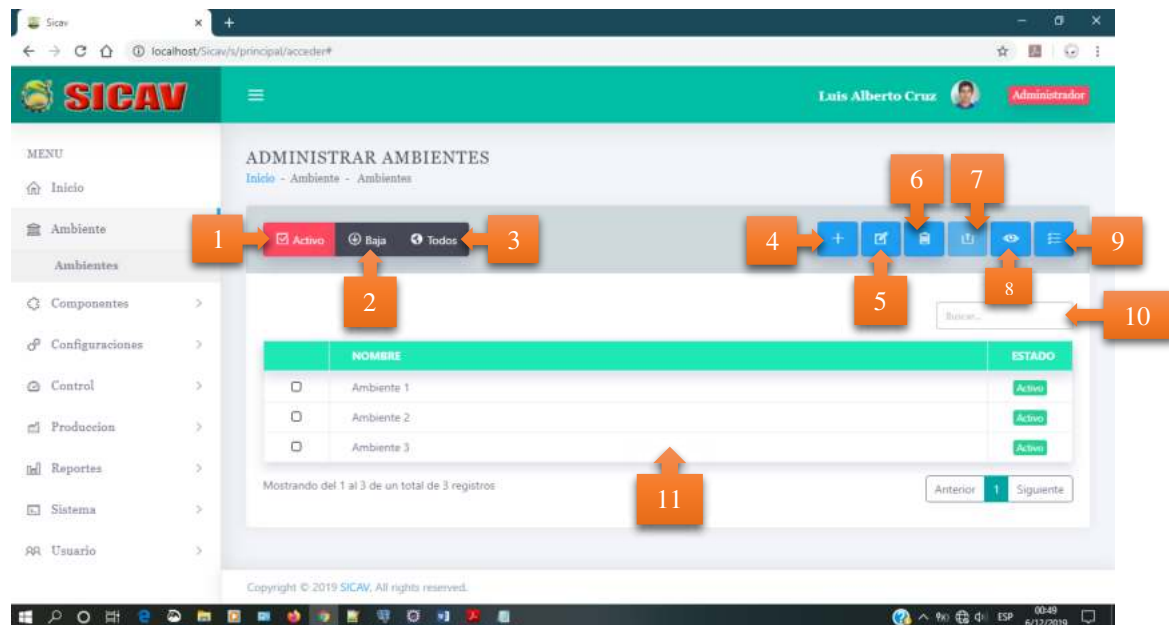 Sicav
localhost/Sicav/s/principal/acceder#
SICAV
Luis Alberto Cruz
Administrador
MENU
Inicio
Ambiente
Ambientes
Componentes
Configuraciones
Control
Produccion
Reportes
Sistema
Usuario
ADMINISTRAR AMBIENTES
Inicio - Ambiente - Ambientes
6 7
1 Activo Baja Todos 3 4 9
2 5 8
Buscar... 10
NOMBRE ESTADO
Ambiente 1 Activo
Ambiente 2 Activo
Ambiente 3 Activo
11
Mostrando del 1 al 3 de un total de 3 registros
Anterior 1 Siguiente
Copyright © 2019 SICAV, All rights reserved.
ESP
00:49
6/12/2019